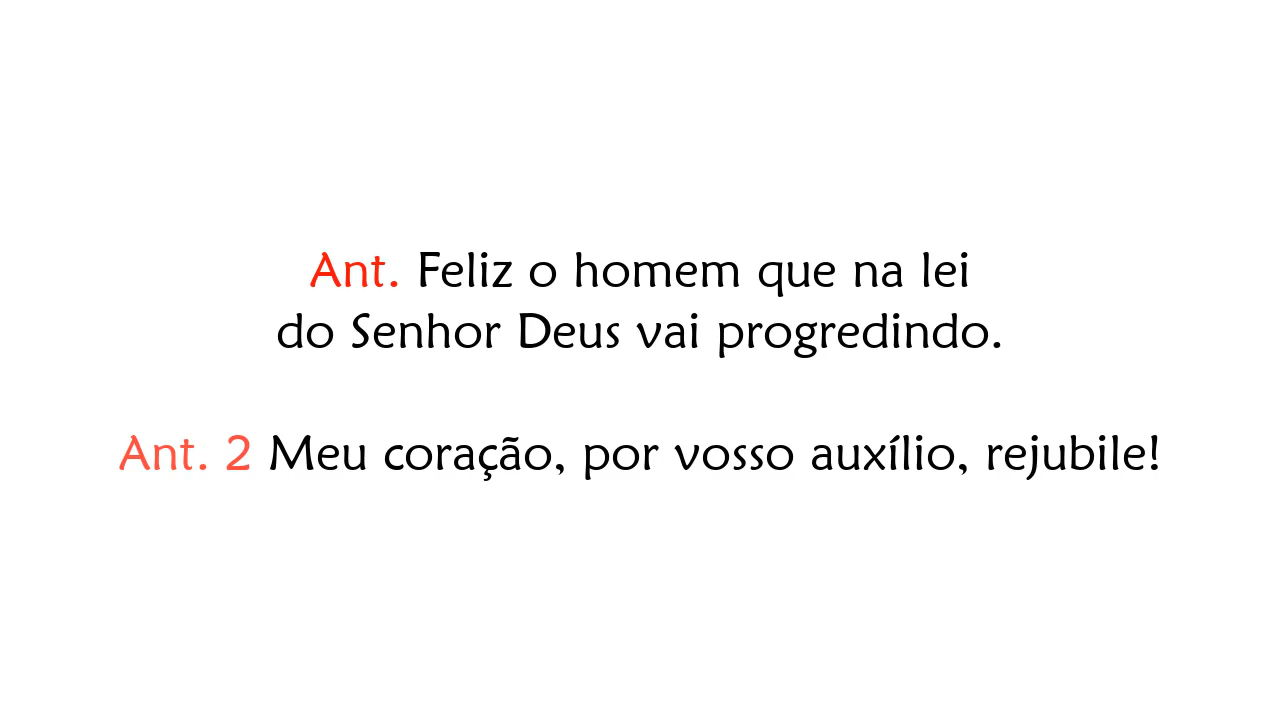 Ant. Feliz o homem que na lei
do Senhor Deus vai progredindo.
Ant. 2 Meu coração, por vosso auxílio, rejubile!